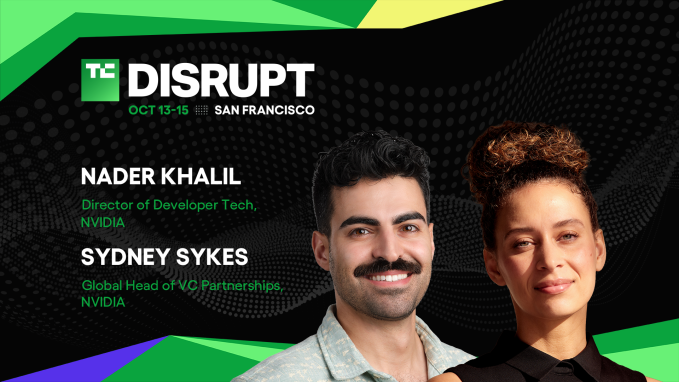 TC DISRUPT
OCT 13-15 SAN FRANCISCO
NADER KHALIL
Director of Developer Tech,
NVIDIA
SYDNEY SYKES
Global Head of VC Partnerships,
NVIDIA